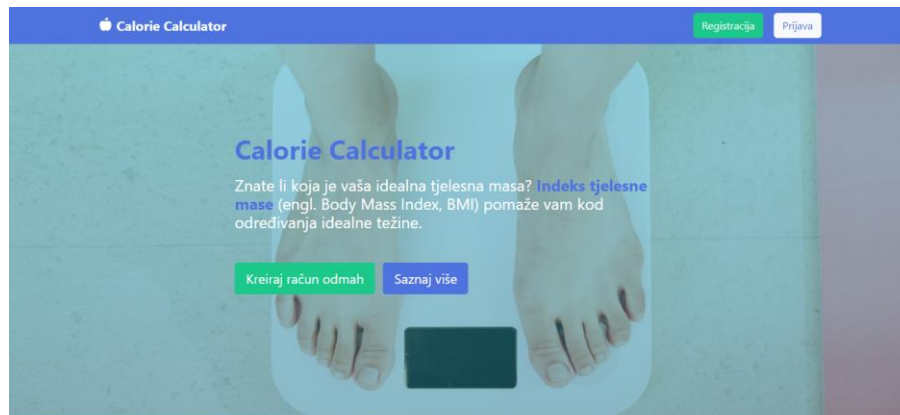 Calorie Calculator
Registracija
Prijava
Calorie Calculator
Znate li koja je vaša idealna tjelesna masa? Indeks tjelesne
mase (engl. Body Mass Index, BMI) pomaže vam kod
određivanja idealne težine.
Kreiraj račun odmah
Saznaj više